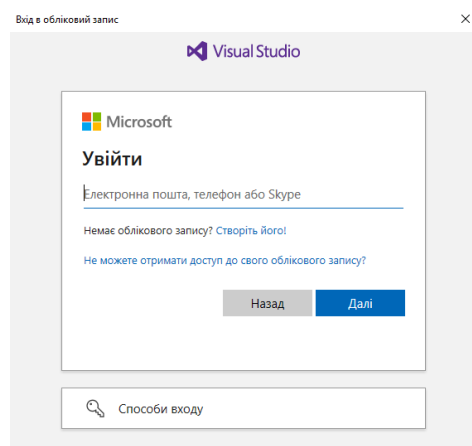 Вхід в обліковий запис
Visual Studio
Microsoft
Увійти
Електронна пошта, телефон або Skype
Немає облікового запису? Створіть його!
Не можете отримати доступ до свого облікового запису?
Назад
Далі
Способи входу